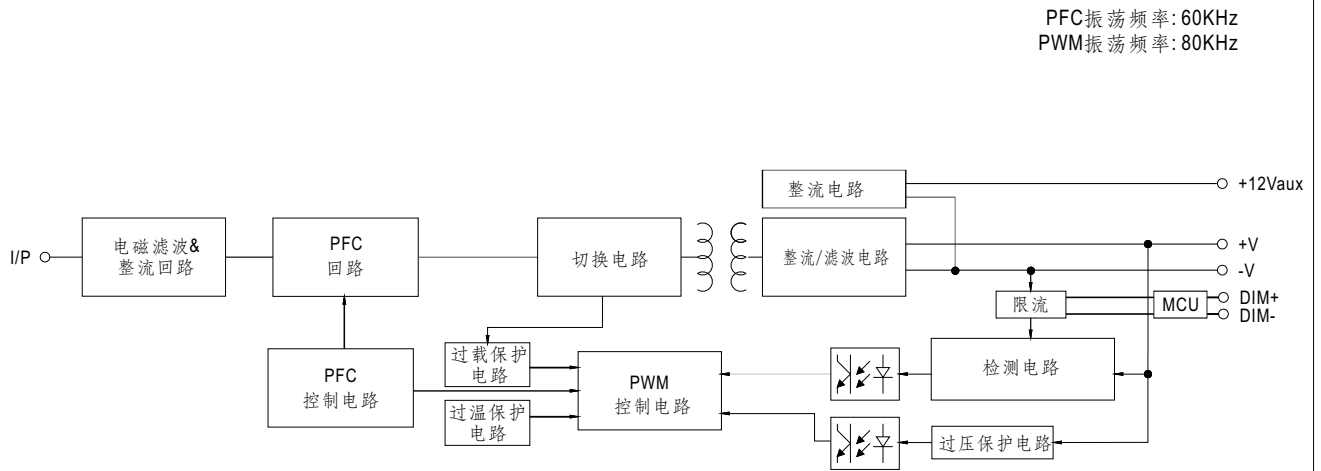 PFC振荡频率: 60KHz
PWM振荡频率: 80KHz
整流电路
+12Vaux
I/P
电磁滤波&
整流回路
PFC
回路
切换电路
整流/滤波电路
+V
-V
限流
MCU
DIM+
DIM-
PFC
控制电路
过载保护
电路
过温保护
电路
PWM
控制电路
检测电路
过压保护电路